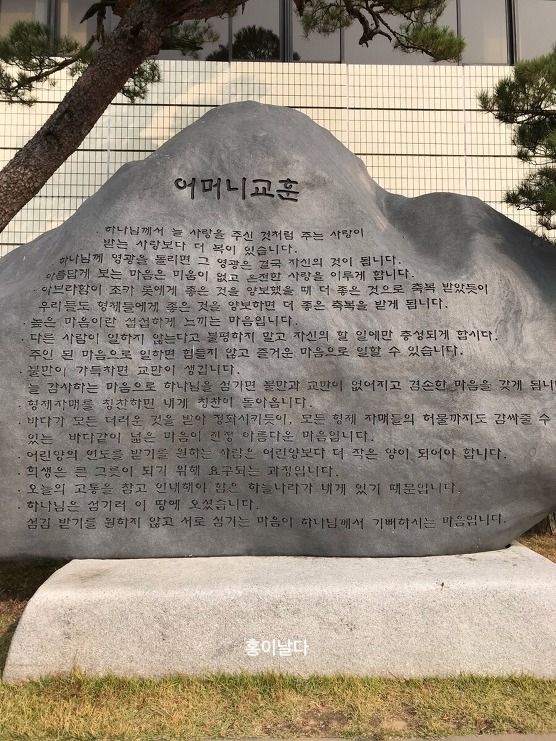 어머니교훈
· 하나님께서 늘 사랑을 주신 것처럼 주는 사랑이
받는 사랑보다 더 복이 있습니다.
· 하나님께 영광을 돌리면 그 영광은 결국 자신의 것이 됩니다.
· 아름답게 보는 마음은 미움이 없고 온전한 사랑을 이루게 합니다.
· 아브라함이 조카 롯에게 좋은 것을 양보했을 때 더 좋은 것으로 축복 받았듯이
우리들도 형제들에게 좋은 것을 양보하면 더 좋은 축복을 받게 됩니다.
· 높은 마음이란 섭섭하게 느끼는 마음입니다.
· 다른 사람이 일하지 않는다고 불평하지 말고 자신의 할 일에만 충성되게 합시다.
주인 된 마음으로 일하면 힘들지 않고 즐거운 마음으로 일할 수 있습니다.
· 불만이 가득하면 교만이 생깁니다.
늘 감사하는 마음으로 하나님을 섬기면 불만과 교만이 없어지고 겸손한 마음을 갖게 됩니
· 형제자매를 칭찬하면 내게 칭찬이 돌아옵니다.
· 바다가 모든 더러운 것을 받아 정화시키듯이, 모든 형제 자매들의 허물까지도 감싸줄 수
있는 바다같이 넓은 마음이 진정 아름다운 마음입니다.
· 어린양의 인도를 받기를 원하는 사람은 어린양보다 더 작은 양이 되어야 합니다.
· 희생은 큰 그릇이 되기 위해 요구되는 과정입니다.
· 오늘의 고통을 참고 인내해야 함은 하늘나라가 내게 있기 때문입니다.
· 하나님은 섬기러 이 땅에 오셨습니다.
섬김 받기를 원하지 않고 서로 섬기는 마음이 하나님께서 기뻐하시는 마음입니다.
홍이날다